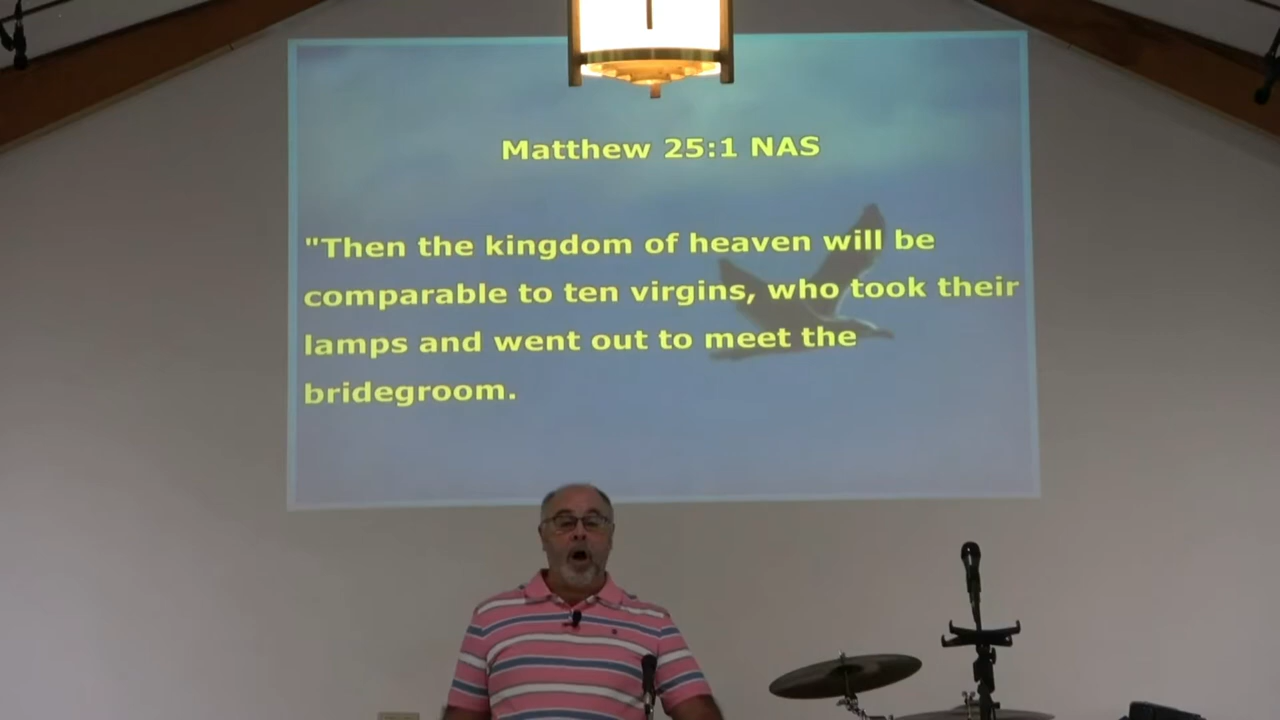 Matthew 25:1 NAS
"Then the kingdom of heaven will be
comparable to ten virgins, who took their
lamps and went out to meet the
bridegroom.